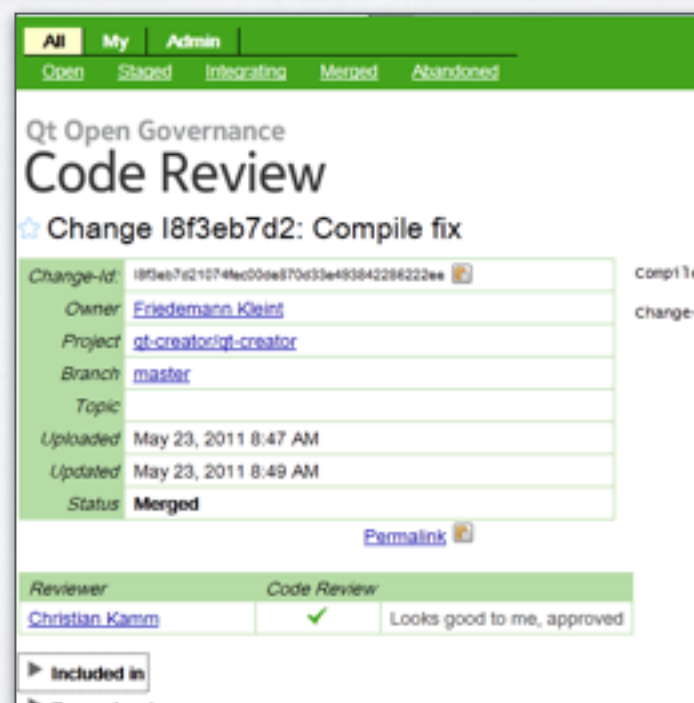 All My Admin
Open Staged Integrating Merged Abandoned
Qt Open Governance
Code Review
Change I8f3eb7d2: Compile fix
Change-Id:
Owner Friedemann Kleint
Project qt-creator/qt-creator
Branch master
Topic
Uploaded May 23, 2011 8:47 AM
Updated May 23, 2011 8:49 AM
Status Merged
Permalink
Reviewer Code Review
Christian Kamm Looks good to me, approved
Included in
Compile
Change-